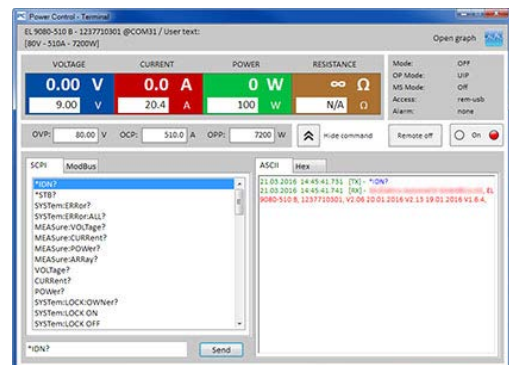 Power Control - Terminal
EL 9080-510 B - 1237710301 @COM31 / User text:
[80V - 510A - 7200W]
Open graph
VOLTAGE CURRENT POWER RESISTANCE
0.00 V 0.0 A 0 W ∞ Ω
9.00 V 20.4 A 100 W N/A Ω
Mode: OFF
OP Mode: UIP
MS Mode: Off
Access: rem-usb
Alarm: none
OVP: 80.00 V OCP: 510.0 A OPP: 7200 W Hide command Remote off On
SCPI ModBus
*IDN?
*STB?
SYSTem:ERRor?
SYSTem:ERRor:ALL?
MEASure:VOLTage?
MEASure:CURRent?
MEASure:POWer?
MEASure:ARRay?
VOLTage?
CURRent?
POWer?
SYSTem:LOCK:OWNer?
SYSTem:LOCK ON
SYSTem:LOCK OFF
*IDN? Send
ASCII Hex
21.03.2016 14:45:41.731 [TX] - *IDN?
21.03.2016 14:45:41.741 [RX] - EL
9080-510 B, 1237710301, V2.06 20.01.2016 V2.13 19.01.2016 V1.6.4,